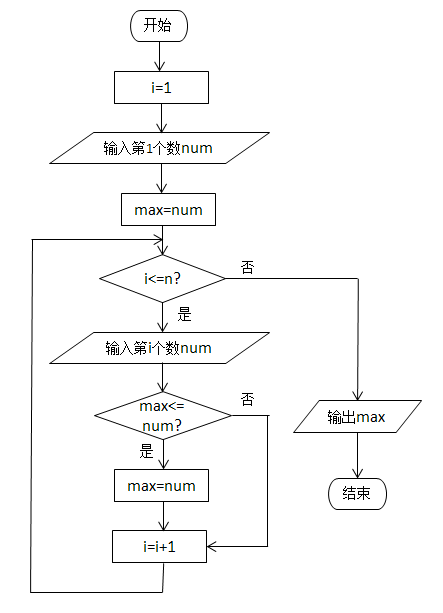 开始
i=1
输入第1个数num
max=num
i<=n?
否
是
输入第i个数num
max<=
num?
否
是
max=num
i=i+1
输出max
结束